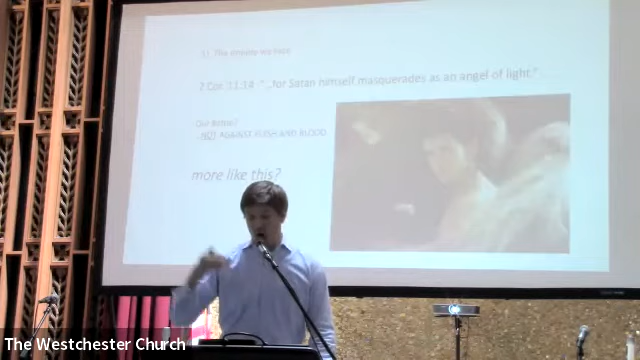 11. The enemy we face
2 Cor. 11:14 "...for Satan himself masquerades as an angel of light."
Our Battle?
...NOT AGAINST FLESH AND BLOOD
more like this?
The Westchester Church